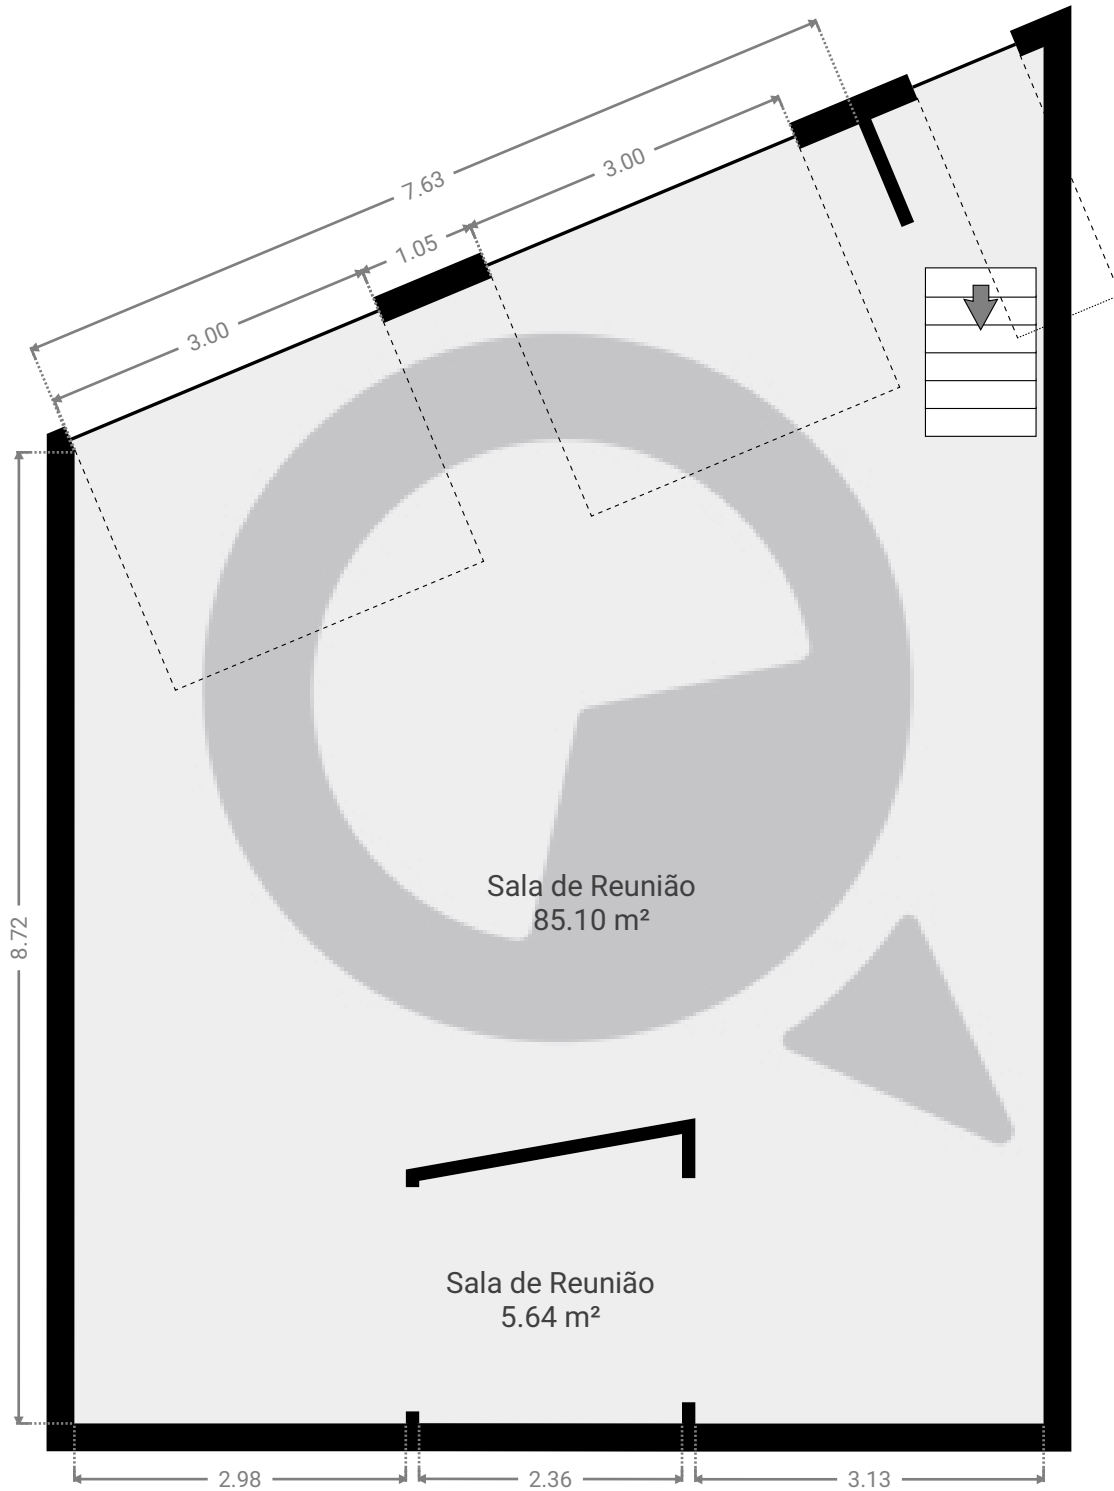 7.63
3.00
1.05
3.00
8.72
Sala de Reunião
85.10 m²
Sala de Reunião
5.64 m²
2.98
2.36
3.13